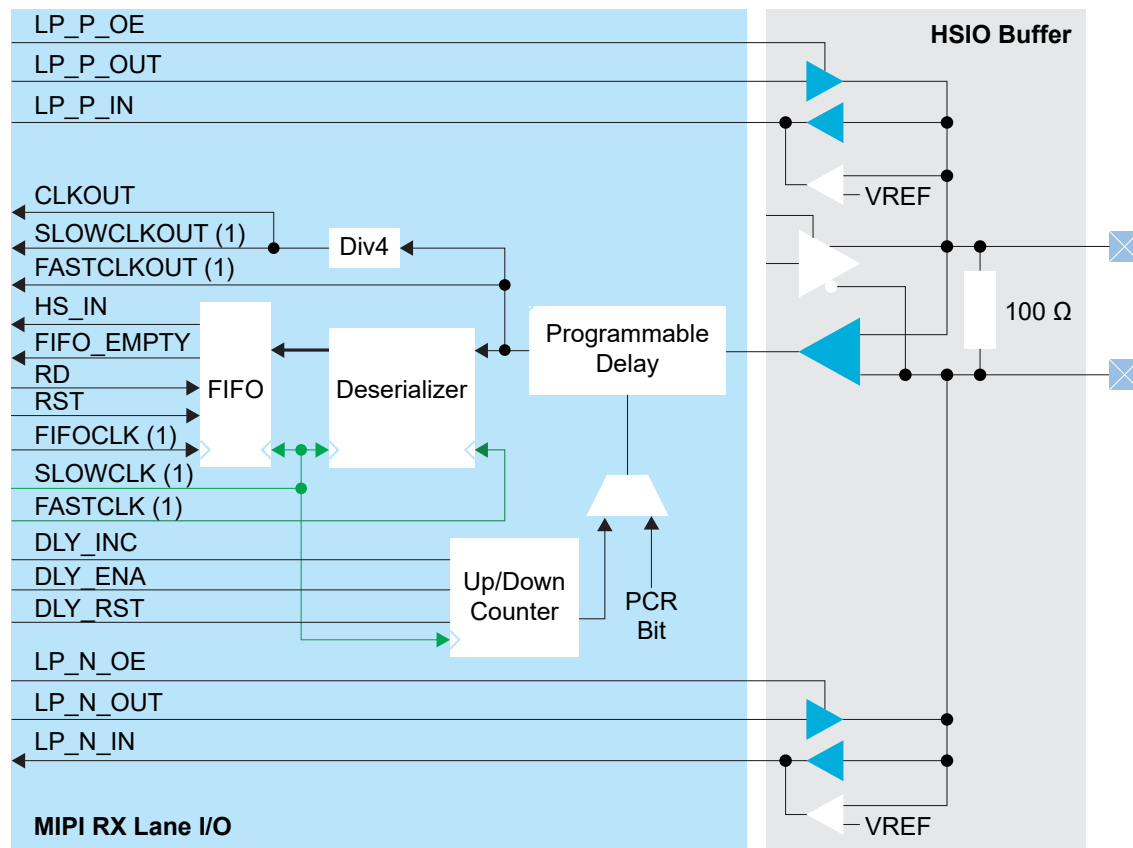 LP_P_OE
HSIO Buffer
LP_P_OUT
LP_P_IN
VREF
CLKOUT
SLOWCLKOUT (1)
Div4
FASTCLKOUT (1)
HS_IN
FIFO_EMPTY
RD
RST
FIFOCLK (1)
SLOWCLK (1)
FASTCLK (1)
FIFO
Deserializer
Programmable
Delay
100 Ω
DLY_INC
DLY_ENA
DLY_RST
Up/Down
Counter
PCR
Bit
LP_N_OE
LP_N_OUT
LP_N_IN
VREF
MIPI RX Lane I/O